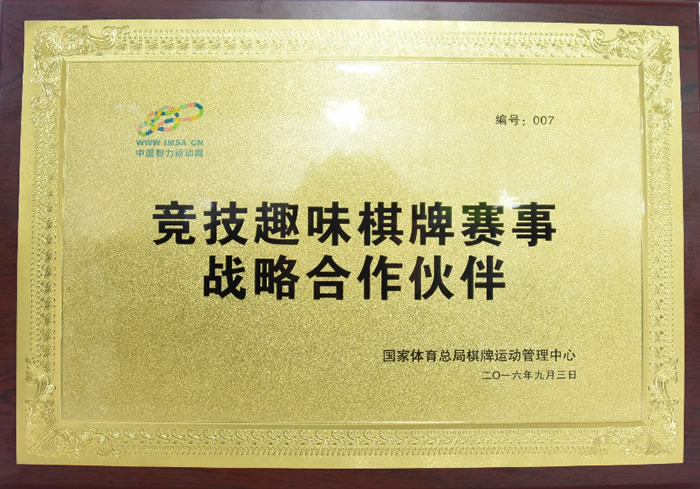 WWW.IMSA.CN
中国智力运动网
编号：007
竞技趣味棋牌赛事
战略合作伙伴
国家体育总局棋牌运动管理中心
二〇一六年九月三日